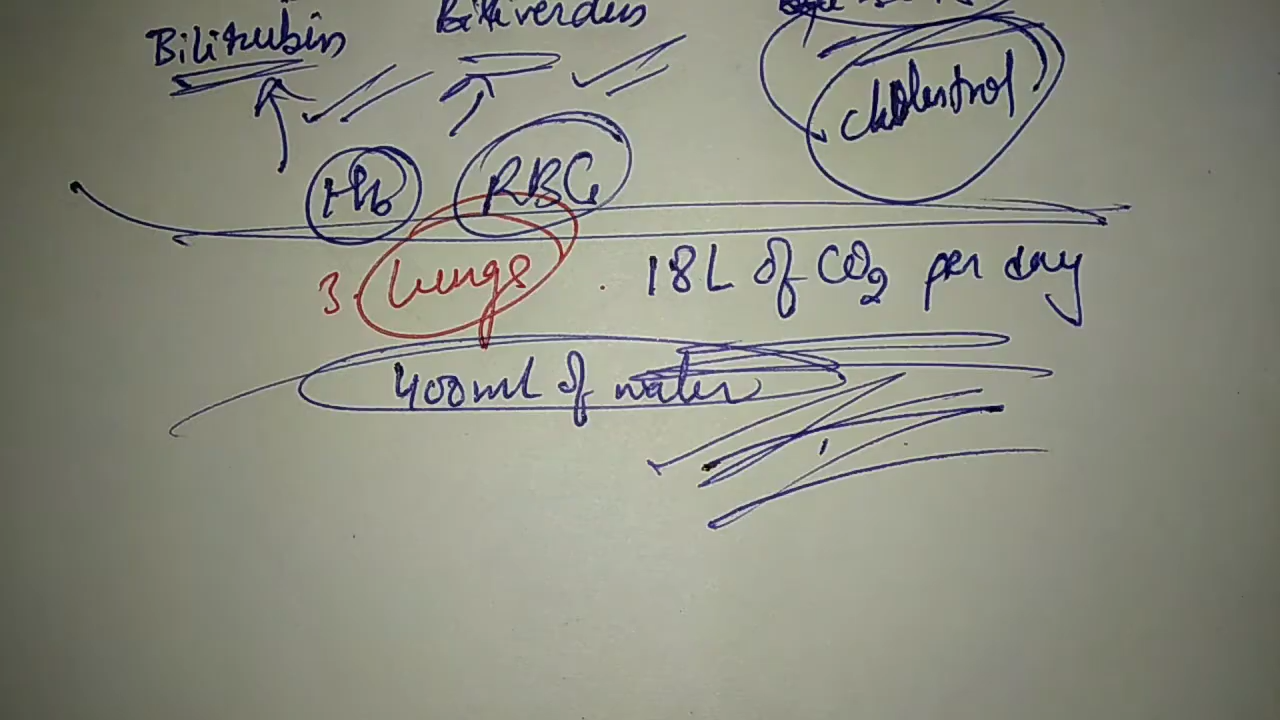 Bilirubin Biliverdin
cholestrol
Hb RBC
3. Lungs . 18L of CO2 per day
400ml of water